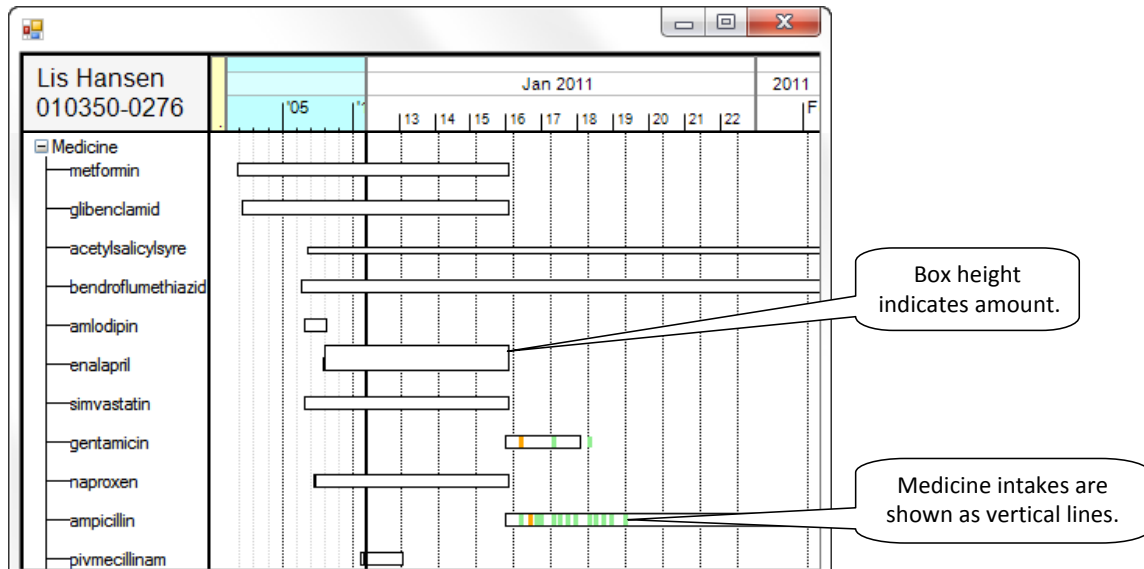 Lis Hansen
010350-0276
Jan 2011
2011
'05
'1
13 14 15 16 17 18 19 20 21 22
F
Medicine
metformin
glibenclamid
acetylsalicylsyre
bendroflumethiazid
amlodipin
enalapril
simvastatin
gentamicin
naproxen
ampicillin
pivmecillinam
Box height
indicates amount.
Medicine intakes are
shown as vertical lines.